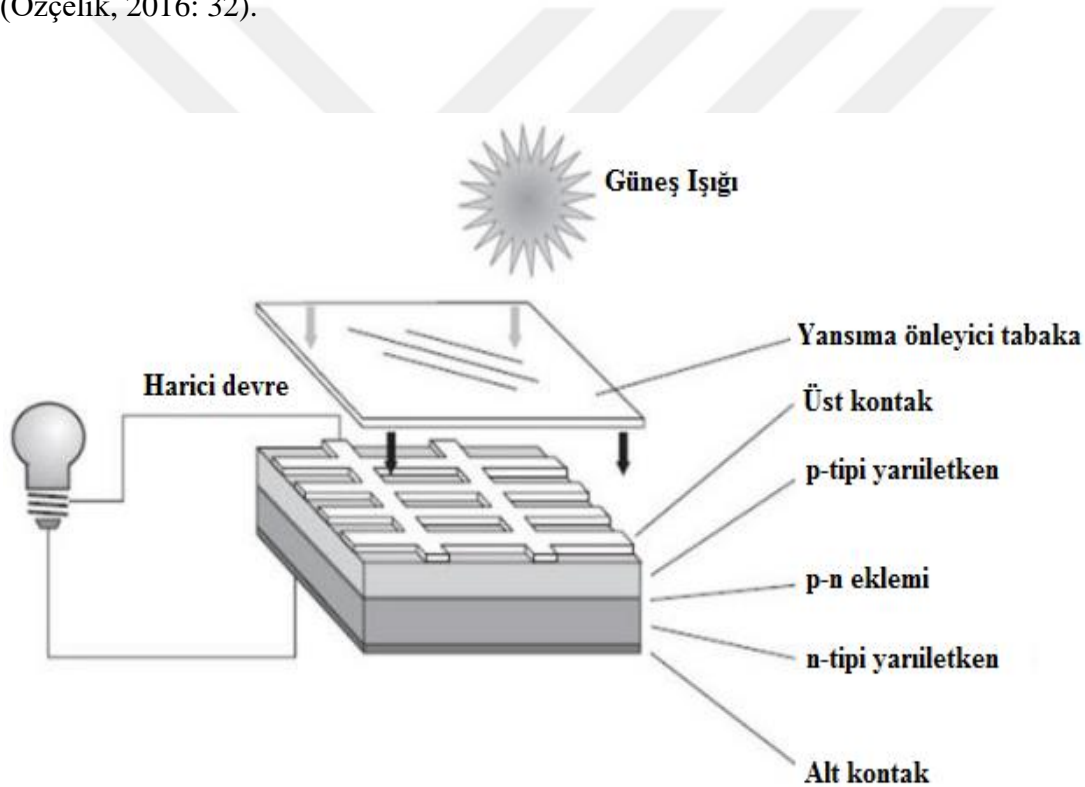 (Özçelik, 2016: 32).
Güneş Işığı
Yansıma önleyici tabaka
Harici devre
Üst kontak
p-tipi yarıiletken
p-n eklemi
n-tipi yarıiletken
Alt kontak